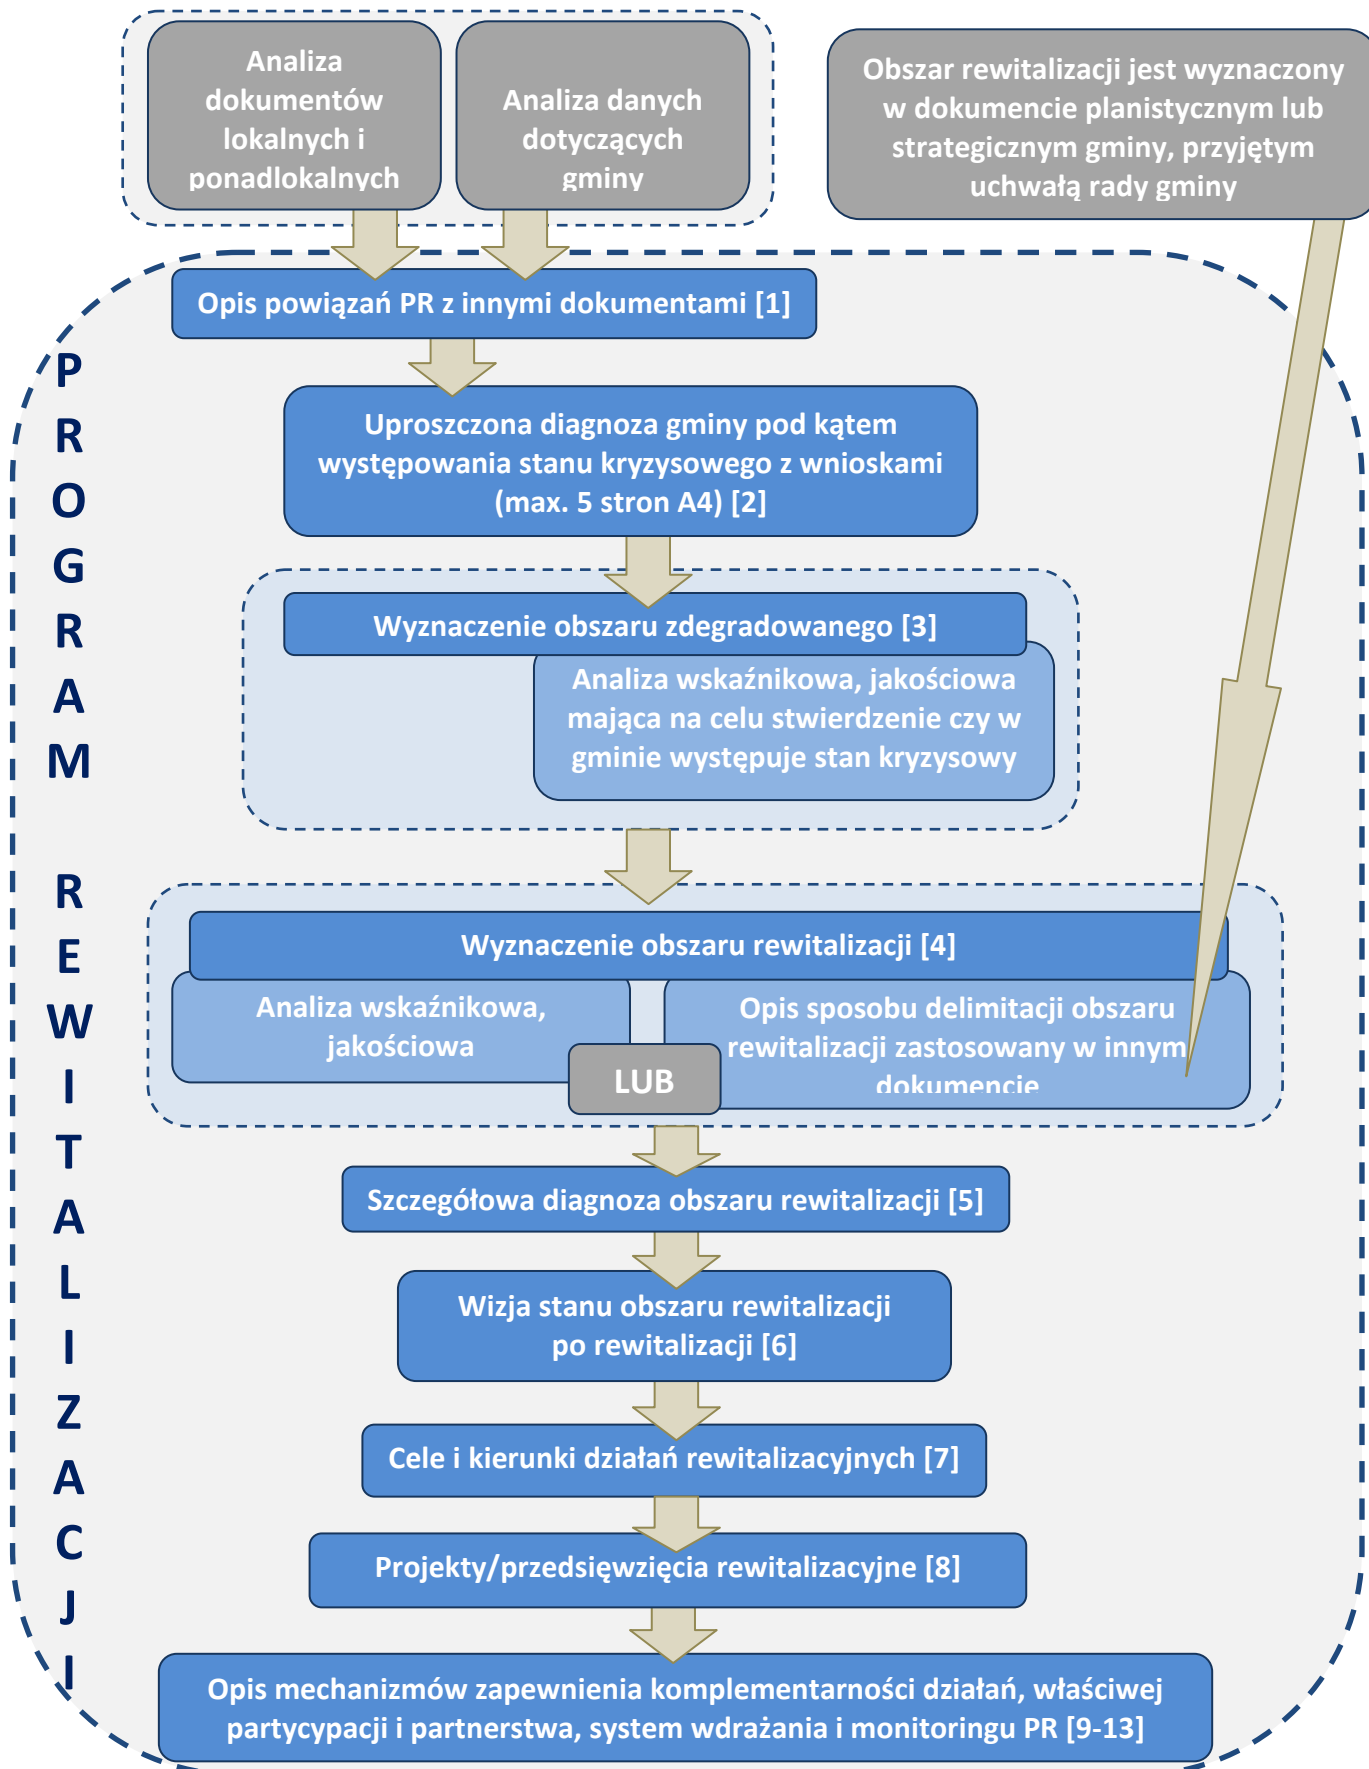 Analiza
dokumentów
lokalnych i
ponadlokalnych
Analiza danych
dotyczących
gminy
Obszar rewitalizacji jest wyznaczony
w dokumencie planistycznym lub
strategicznym gminy, przyjętym
uchwałą rady gminy
P
R
O
G
R
A
M
R
E
W
I
T
A
L
I
Z
A
C
J
I
Opis powiązań PR z innymi dokumentami [1]
Uproszczona diagnoza gminy pod kątem
występowania stanu kryzysowego z wnioskami
(max. 5 stron A4) [2]
Wyznaczenie obszaru zdegradowanego [3]
Analiza wskaźnikowa, jakościowa
mająca na celu stwierdzenie czy w
gminie występuje stan kryzysowy
Wyznaczenie obszaru rewitalizacji [4]
Analiza wskaźnikowa,
jakościowa
LUB
Opis sposobu delimitacji obszaru
rewitalizacji zastosowany w innym
dokumencie
Szczegółowa diagnoza obszaru rewitalizacji [5]
Wizja stanu obszaru rewitalizacji
po rewitalizacji [6]
Cele i kierunki działań rewitalizacyjnych [7]
Projekty/przedsięwzięcia rewitalizacyjne [8]
Opis mechanizmów zapewnienia komplementarności działań, właściwej
partycypacji i partnerstwa, system wdrażania i monitoringu PR [9-13]